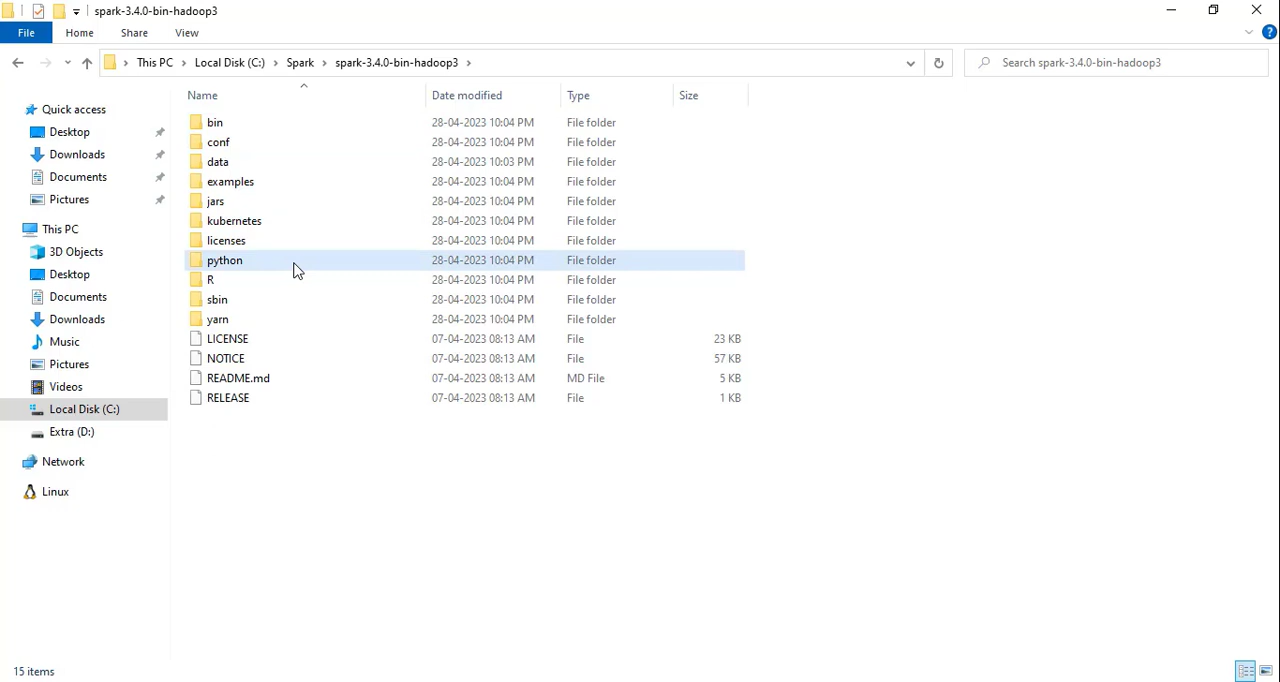 spark-3.4.0-bin-hadoop3
File Home Share View
This PC Local Disk (C:) Spark spark-3.4.0-bin-hadoop3
Search spark-3.4.0-bin-hadoop3
Quick access
Desktop
Downloads
Documents
Pictures
This PC
3D Objects
Desktop
Documents
Downloads
Music
Pictures
Videos
Local Disk (C:)
Extra (D:)
Network
Linux
Name Date modified Type Size
bin 28-04-2023 10:04 PM File folder
conf 28-04-2023 10:04 PM File folder
data 28-04-2023 10:03 PM File folder
examples 28-04-2023 10:04 PM File folder
jars 28-04-2023 10:04 PM File folder
kubernetes 28-04-2023 10:04 PM File folder
licenses 28-04-2023 10:04 PM File folder
python 28-04-2023 10:04 PM File folder
R 28-04-2023 10:04 PM File folder
sbin 28-04-2023 10:04 PM File folder
yarn 28-04-2023 10:04 PM File folder
LICENSE 07-04-2023 08:13 AM File 23 KB
NOTICE 07-04-2023 08:13 AM File 57 KB
README.md 07-04-2023 08:13 AM MD File 5 KB
RELEASE 07-04-2023 08:13 AM File 1 KB
15 items